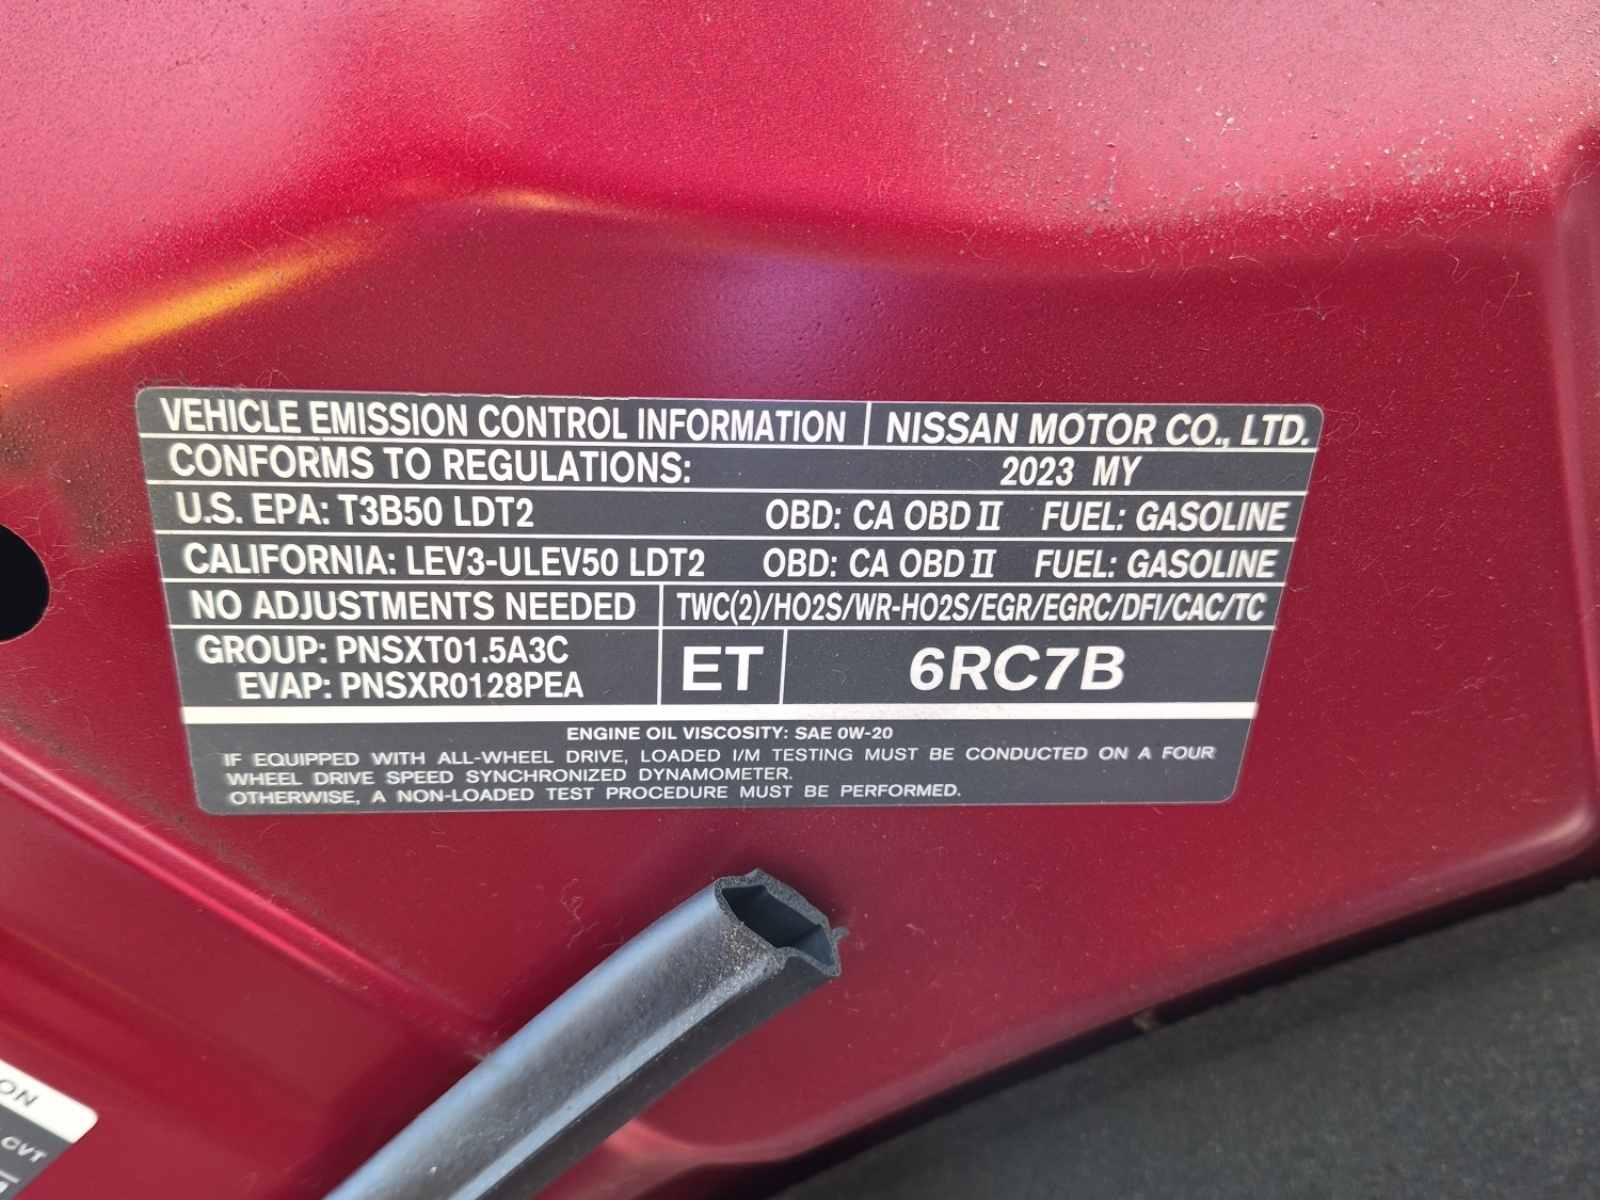 VEHICLE EMISSION CONTROL INFORMATION NISSAN MOTOR CO., LTD.
CONFORMS TO REGULATIONS: 2023 MY
U.S. EPA: T3B50 LDT2 OBD: CA OBD II FUEL: GASOLINE
CALIFORNIA: LEV3-ULEV50 LDT2 OBD: CA OBD II FUEL: GASOLINE
NO ADJUSTMENTS NEEDED TWC(2)/HO2S/WR-HO2S/EGR/EGRC/DFI/CAC/TC
GROUP: PNSXT01.5A3C
EVAP: PNSXR0128PEA
ET 6RC7B
ENGINE OIL VISCOSITY: SAE 0W-20
IF EQUIPPED WITH ALL-WHEEL DRIVE, LOADED I/M TESTING MUST BE CONDUCTED ON A FOUR
WHEEL DRIVE SPEED SYNCHRONIZED DYNAMOMETER.
OTHERWISE, A NON-LOADED TEST PROCEDURE MUST BE PERFORMED.
ON
CVT